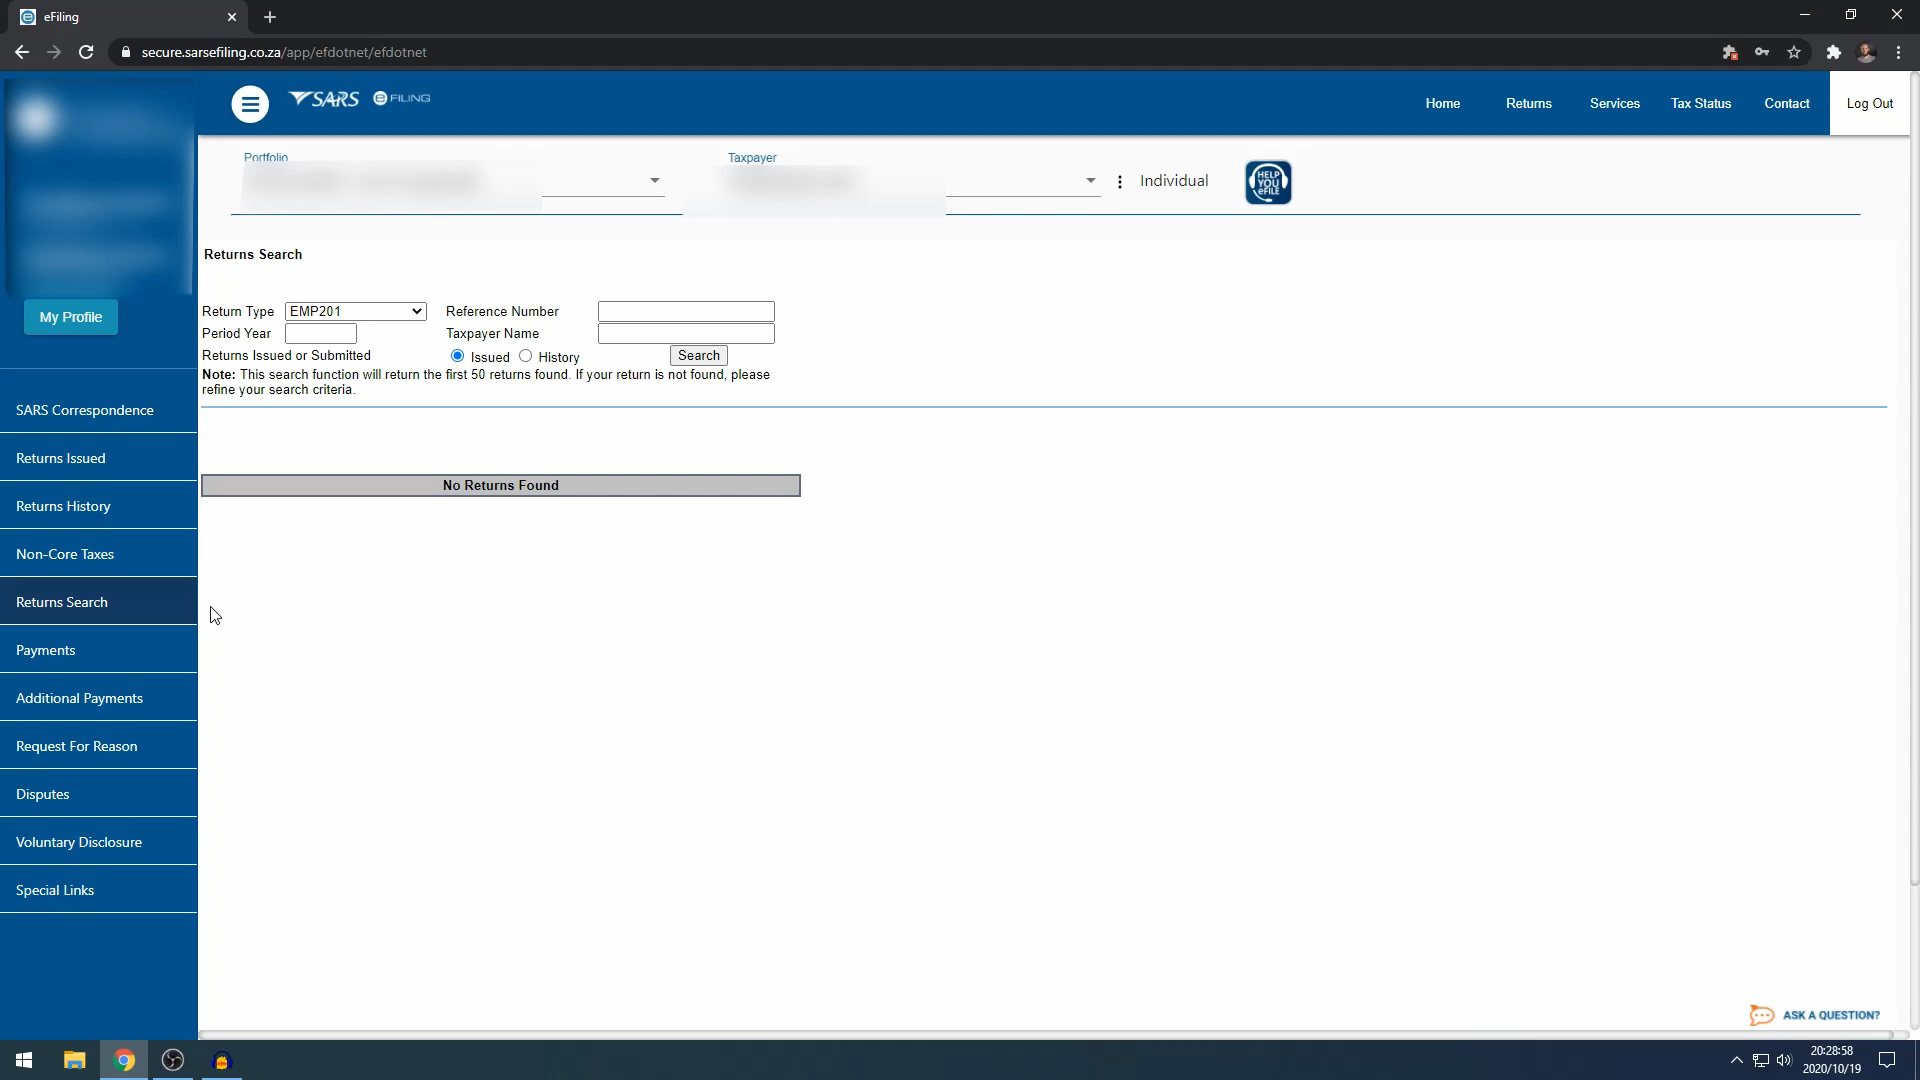 eFiling
secure.sarsefiling.co.za/app/efdotnet/efdotnet
SARS eFILING
Home Returns Services Tax Status Contact Log Out
Portfolio Taxpayer
Individual
HELP YOU eFILE
My Profile
SARS Correspondence
Returns Issued
Returns History
Non-Core Taxes
Returns Search
Payments
Additional Payments
Request For Reason
Disputes
Voluntary Disclosure
Special Links
Returns Search
Return Type EMP201 Reference Number
Period Year Taxpayer Name
Returns Issued or Submitted Issued History Search
Note: This search function will return the first 50 returns found. If your return is not found, please
refine your search criteria.
No Returns Found
ASK A QUESTION?
20:28:58
2020/10/19